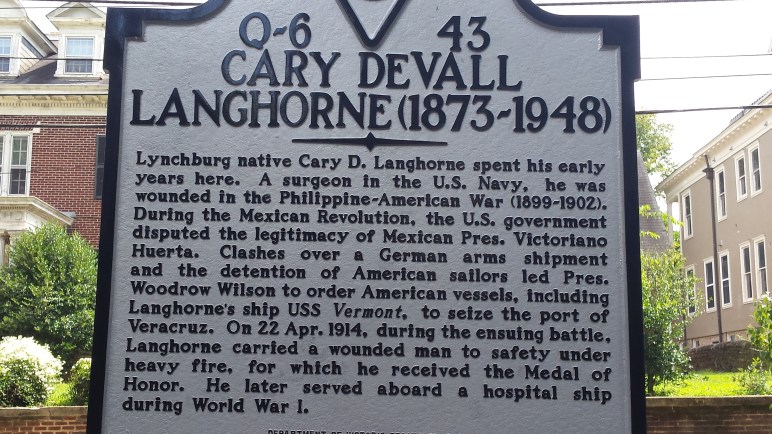 Q-6 43
CARY DEVALL
LANGHORNE (1873-1948)
Lynchburg native Cary D. Langhorne spent his early
years here. A surgeon in the U.S. Navy, he was
wounded in the Philippine-American War (1899-1902).
During the Mexican Revolution, the U.S. government
disputed the legitimacy of Mexican Pres. Victoriano
Huerta. Clashes over a German arms shipment
and the detention of American sailors led Pres.
Woodrow Wilson to order American vessels, including
Langhorne's ship USS Vermont, to seize the port of
Veracruz. On 22 Apr. 1914, during the ensuing battle,
Langhorne carried a wounded man to safety under
heavy fire, for which he received the Medal of
Honor. He later served aboard a hospital ship
during World War I.
DEPARTMENT OF HISTORIC